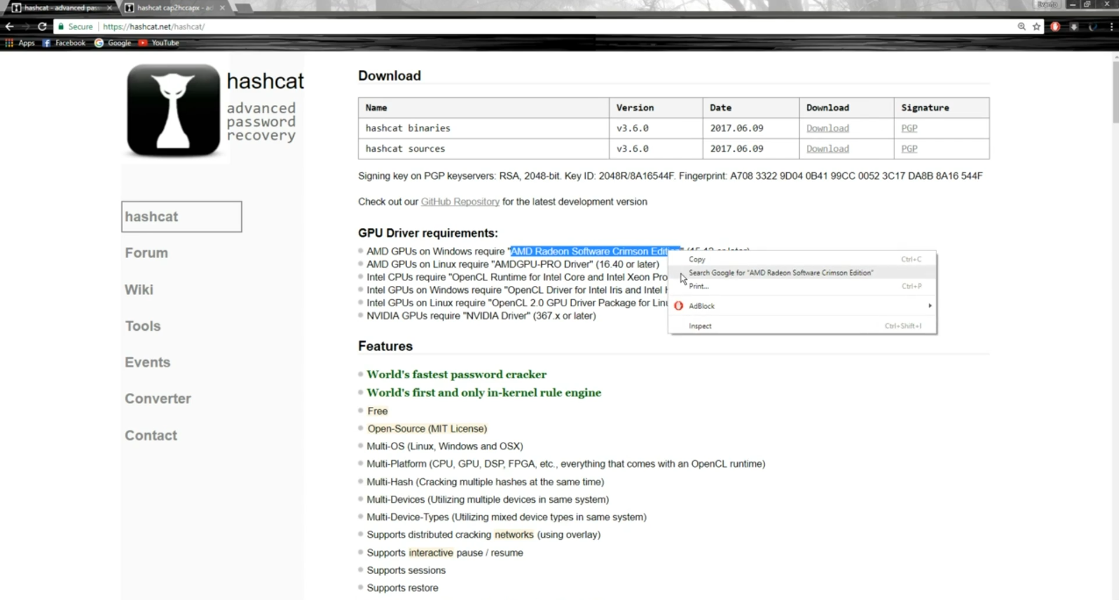 hashcat - advanced pas
hashcat cap2hccapx - ad
Secure
https://hashcat.net/hashcat/
Apps
Facebook
Google
YouTube
hashcat
advanced
password
recovery
hashcat
Forum
Wiki
Tools
Events
Converter
Contact
Download
Name Version Date Download Signature
hashcat binaries v3.6.0 2017.06.09 Download PGP
hashcat sources v3.6.0 2017.06.09 Download PGP
Signing key on PGP keyservers: RSA, 2048-bit. Key ID: 2048R/8A16544F. Fingerprint: A708 3322 9D04 0B41 99CC 0052 3C17 DA8B 8A16 544F
Check out our GitHub Repository for the latest development version
GPU Driver requirements:
AMD GPUs on Windows require "AMD Radeon Software Crimson Edit
AMD GPUs on Linux require "AMDGPU-PRO Driver" (16.40 or later)
Intel CPUs require "OpenCL Runtime for Intel Core and Intel Xeon Pro
Intel GPUs on Windows require "OpenCL Driver for Intel Iris and Intel H
Intel GPUs on Linux require "OpenCL 2.0 GPU Driver Package for Linu
NVIDIA GPUs require "NVIDIA Driver" (367.x or later)
Copy Ctrl+C
Search Google for "AMD Radeon Software Crimson Edition"
Print... Ctrl+P
AdBlock
Inspect Ctrl+Shift+I
Features
World's fastest password cracker
World's first and only in-kernel rule engine
Free
Open-Source (MIT License)
Multi-OS (Linux, Windows and OSX)
Multi-Platform (CPU, GPU, DSP, FPGA, etc., everything that comes with an OpenCL runtime)
Multi-Hash (Cracking multiple hashes at the same time)
Multi-Devices (Utilizing multiple devices in same system)
Multi-Device-Types (Utilizing mixed device types in same system)
Supports distributed cracking networks (using overlay)
Supports interactive pause / resume
Supports sessions
Supports restore